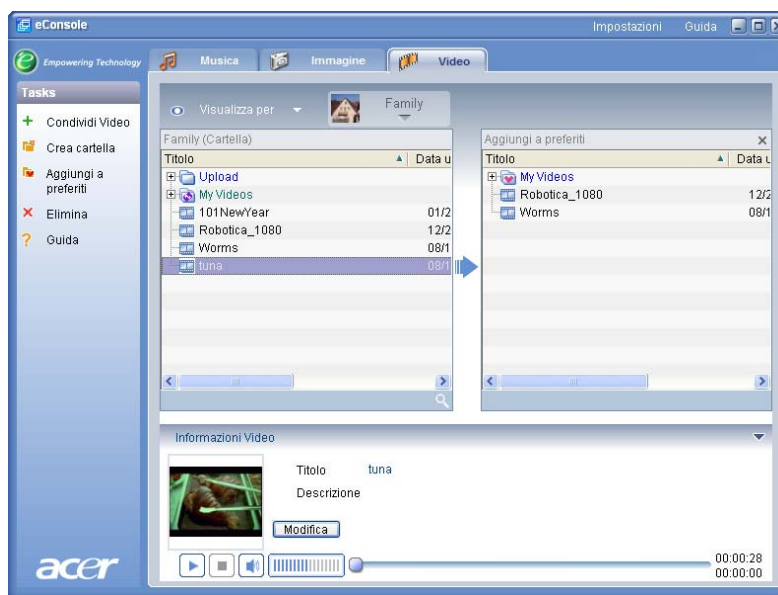 eConsole
Impostazioni Guida
Empowering Technology
Musica
Immagine
Video
Tasks
Condividi Video
Crea cartella
Aggiungi a
preferiti
Elimina
Guida
Visualizza per
Family
Family (Cartella)
Titolo Data u
Upload
My Videos
101NewYear 01/2
Robotica_1080 12/2
Worms 08/1
tuna 08/1
Aggiungi a preferiti
Titolo Data u
My Videos
Robotica_1080 12/2
Worms 08/1
Informazioni Video
Titolo tuna
Descrizione
Modifica
00:00:28
00:00:00
acer